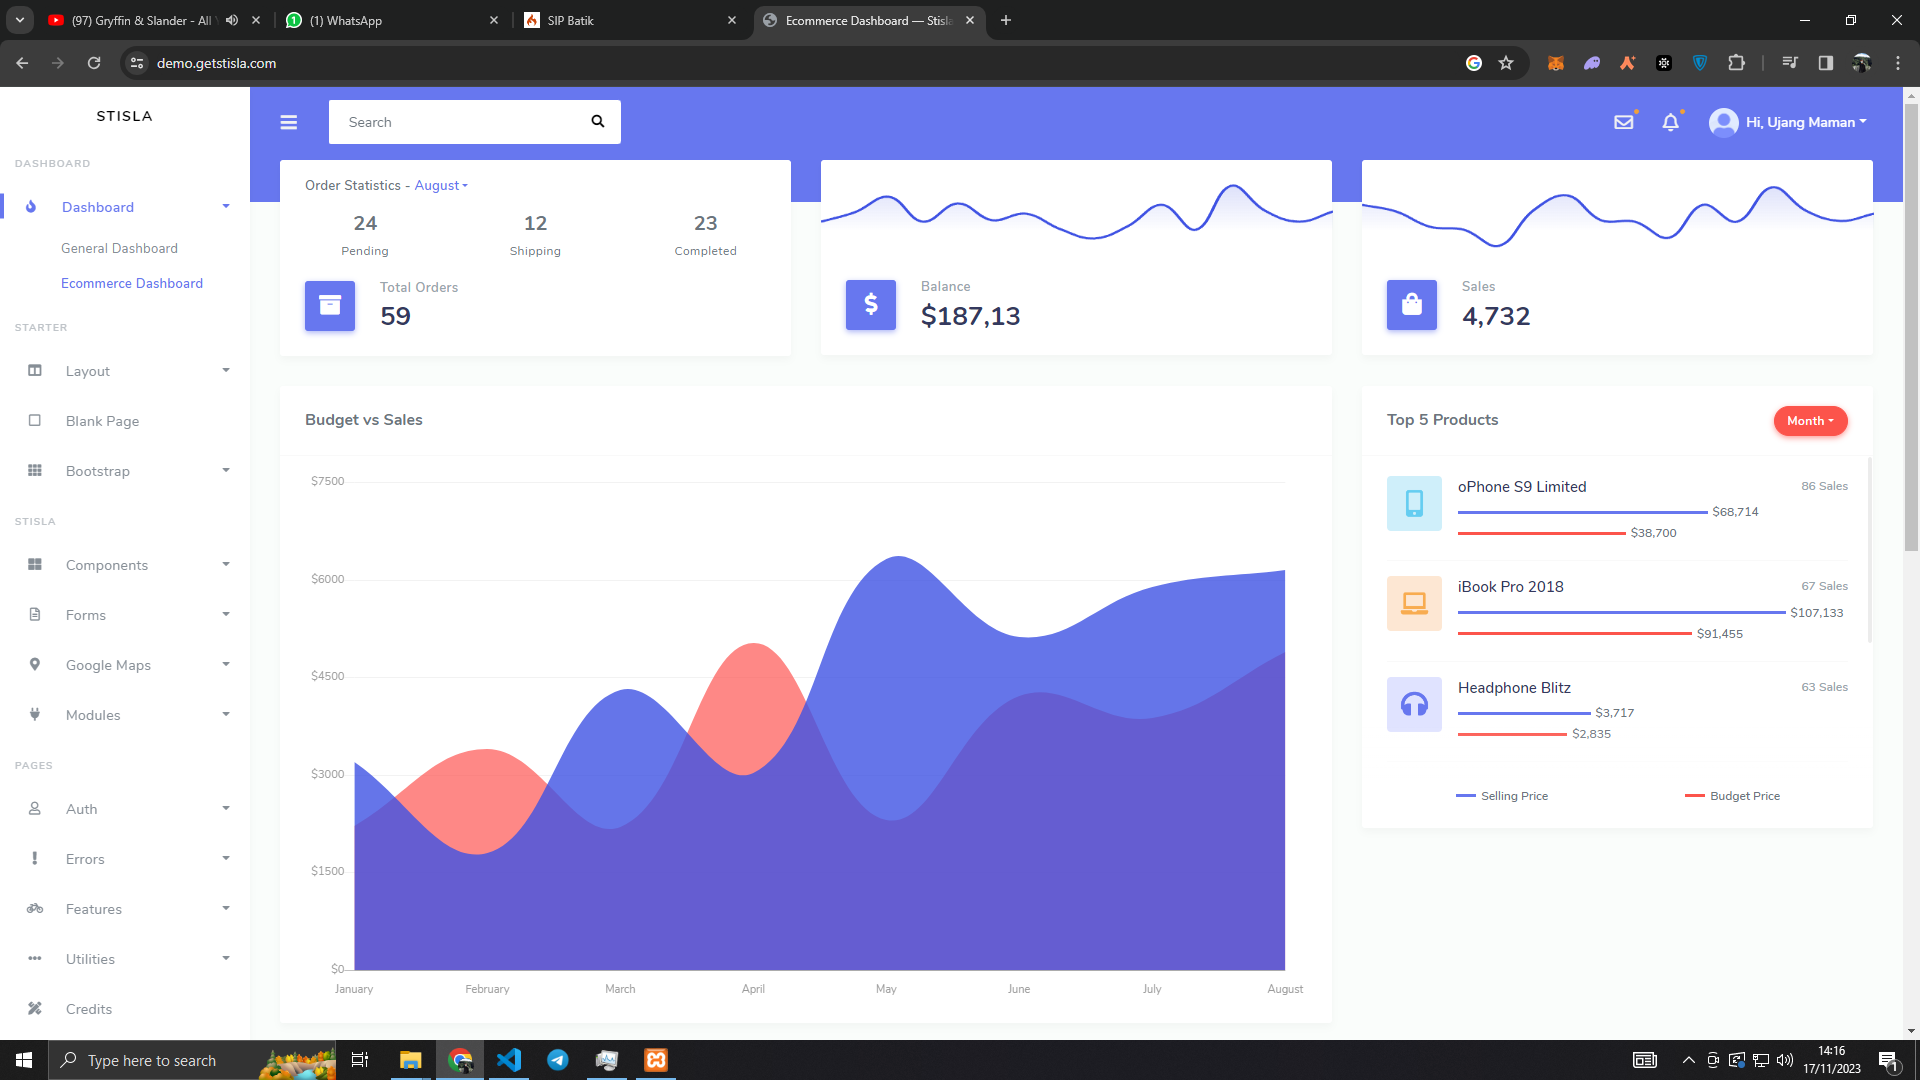 (97) Gryffin & Slander - All
(1) WhatsApp
SIP Batik
Ecommerce Dashboard — Stisla
demo.getstisla.com
STISLA
Search
Hi, Ujang Maman
DASHBOARD
Dashboard
General Dashboard
Ecommerce Dashboard
STARTER
Layout
Blank Page
Bootstrap
STISLA
Components
Forms
Google Maps
Modules
PAGES
Auth
Errors
Features
Utilities
Credits
Order Statistics - August
24
12
23
Pending
Shipping
Completed
Total Orders
59
Balance
$187,13
Sales
4,732
Budget vs Sales
$7500
$6000
$4500
$3000
$1500
$0
January
February
March
April
May
June
July
August
Top 5 Products
Month
oPhone S9 Limited
86 Sales
$68,714
$38,700
iBook Pro 2018
67 Sales
$107,133
$91,455
Headphone Blitz
63 Sales
$3,717
$2,835
Selling Price
Budget Price
Type here to search
14:16
17/11/2023
1